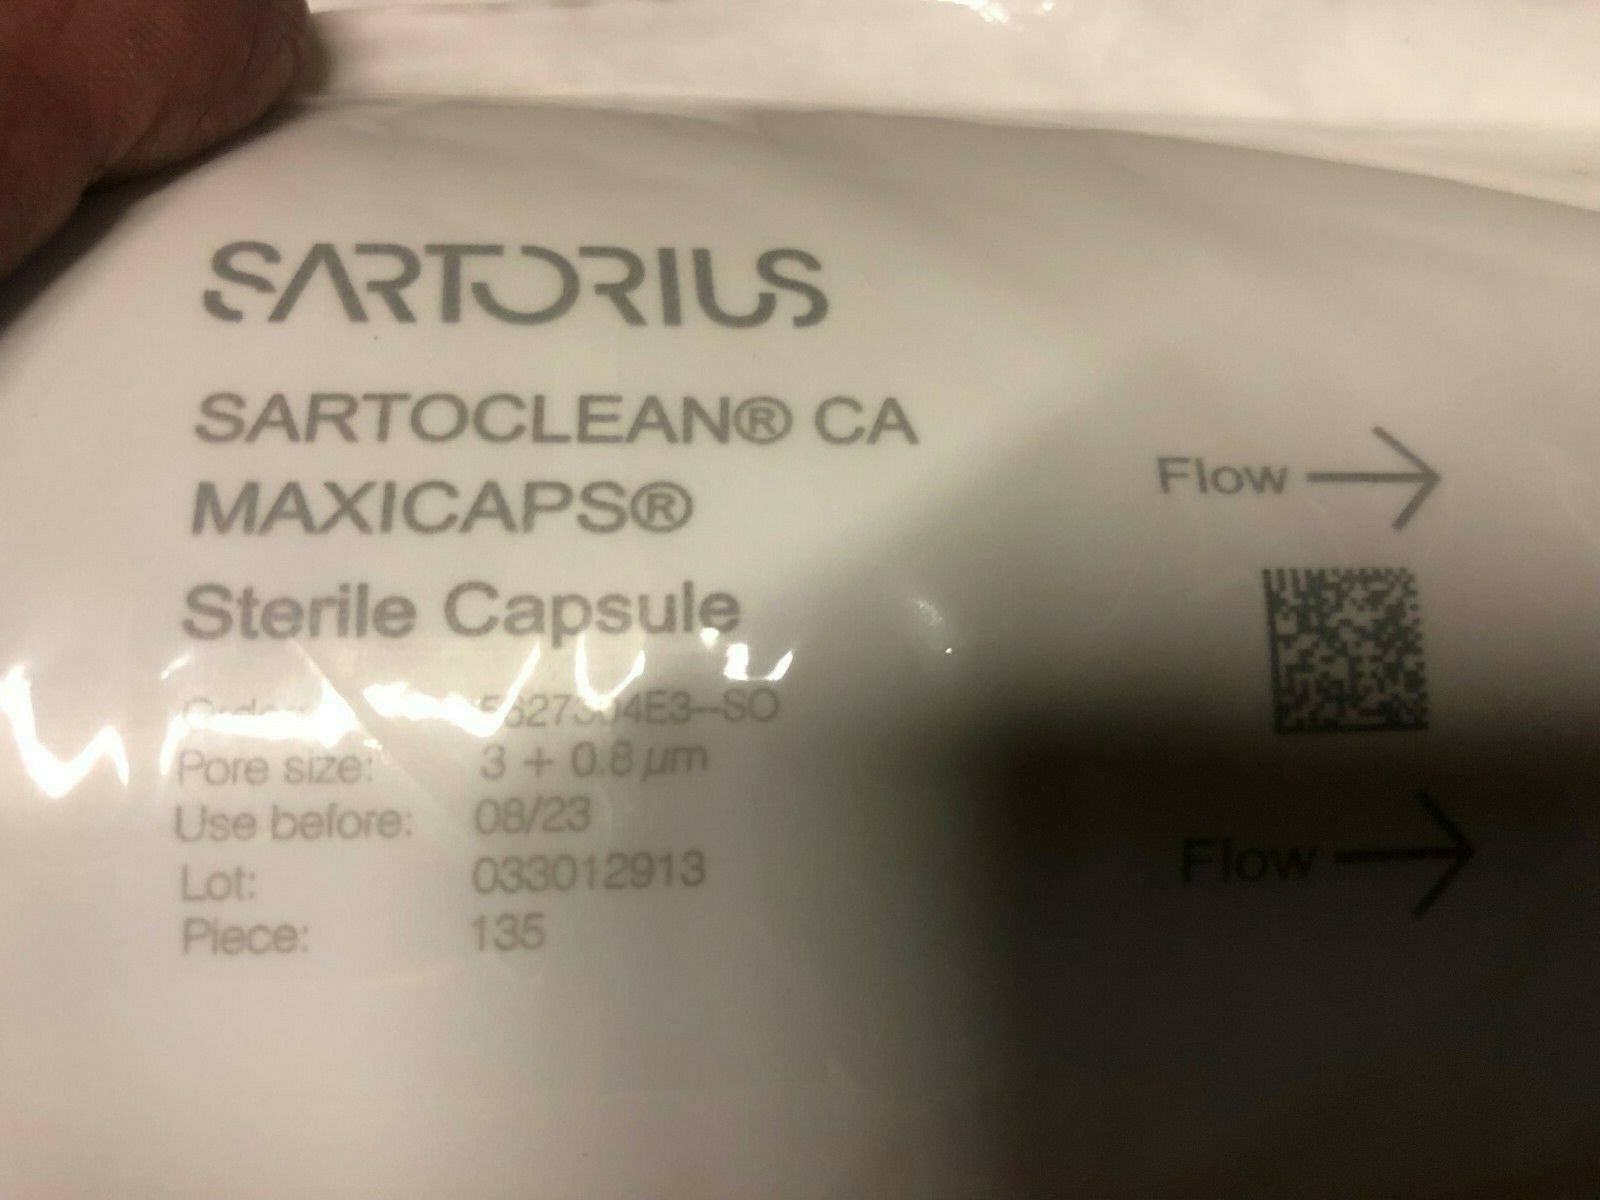 SARTORIUS
SARTOCLEAN® CA
MAXICAPS®
Sterile Capsule
Pore size: 3 + 0.8 µm
Use before: 08/23
Lot: 033012913
Piece: 135
Flow
Flow